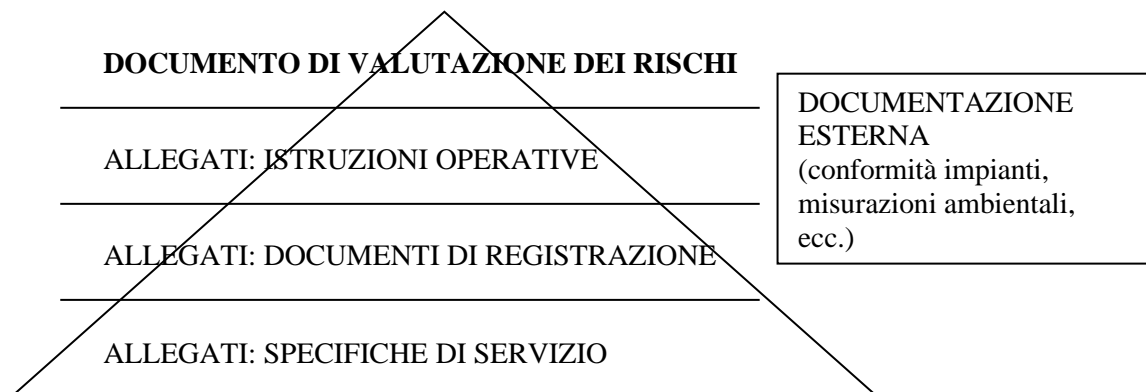 DOCUMENTO DI VALUTAZIONE DEI RISCHI
ALLEGATI: ISTRUZIONI OPERATIVE
ALLEGATI: DOCUMENTI DI REGISTRAZIONE
ALLEGATI: SPECIFICHE DI SERVIZIO
DOCUMENTAZIONE
ESTERNA
(conformità impianti,
misurazioni ambientali,
ecc.)